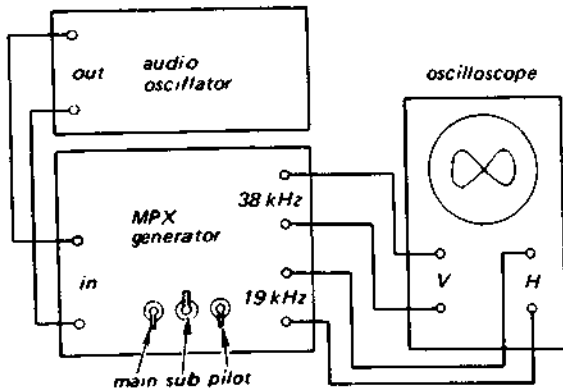 out
audio
oscillator
oscilloscope
MPX
generator
in
38 kHz
19 kHz
V
H
main sub pilot